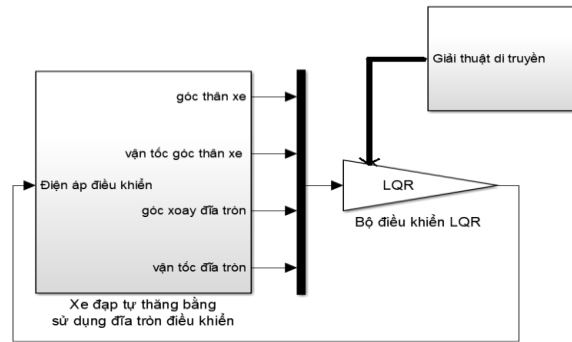 Giải thuật di truyền
góc thân xe
vận tốc góc thân xe
Điện áp điều khiển
góc xoay đĩa tròn
vận tốc đĩa tròn
LQR
Bộ điều khiển LQR
Xe đạp tự thăng bằng
sử dụng đĩa tròn điều khiển